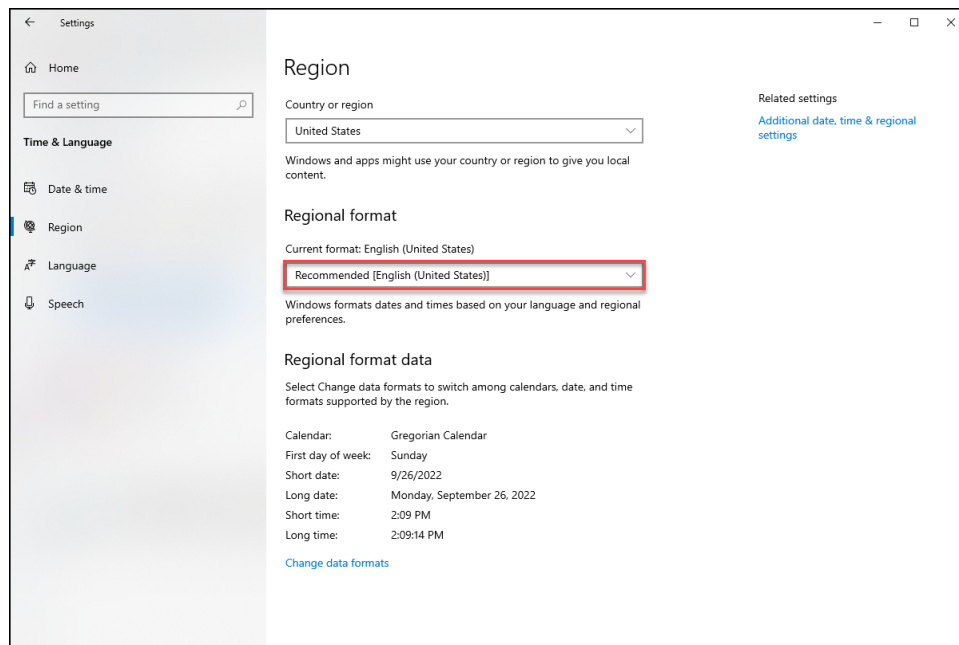 Settings
Home
Find a setting
Time & Language
Date & time
Region
Language
Speech
Region
Country or region
United States
Windows and apps might use your country or region to give you local
content.
Regional format
Current format: English (United States)
Recommended [English (United States)]
Windows formats dates and times based on your language and regional
preferences.
Regional format data
Select Change data formats to switch among calendars, date, and time
formats supported by the region.
Calendar: Gregorian Calendar
First day of week: Sunday
Short date: 9/26/2022
Long date: Monday, September 26, 2022
Short time: 2:09 PM
Long time: 2:09:14 PM
Change data formats
Related settings
Additional date, time & regional
settings